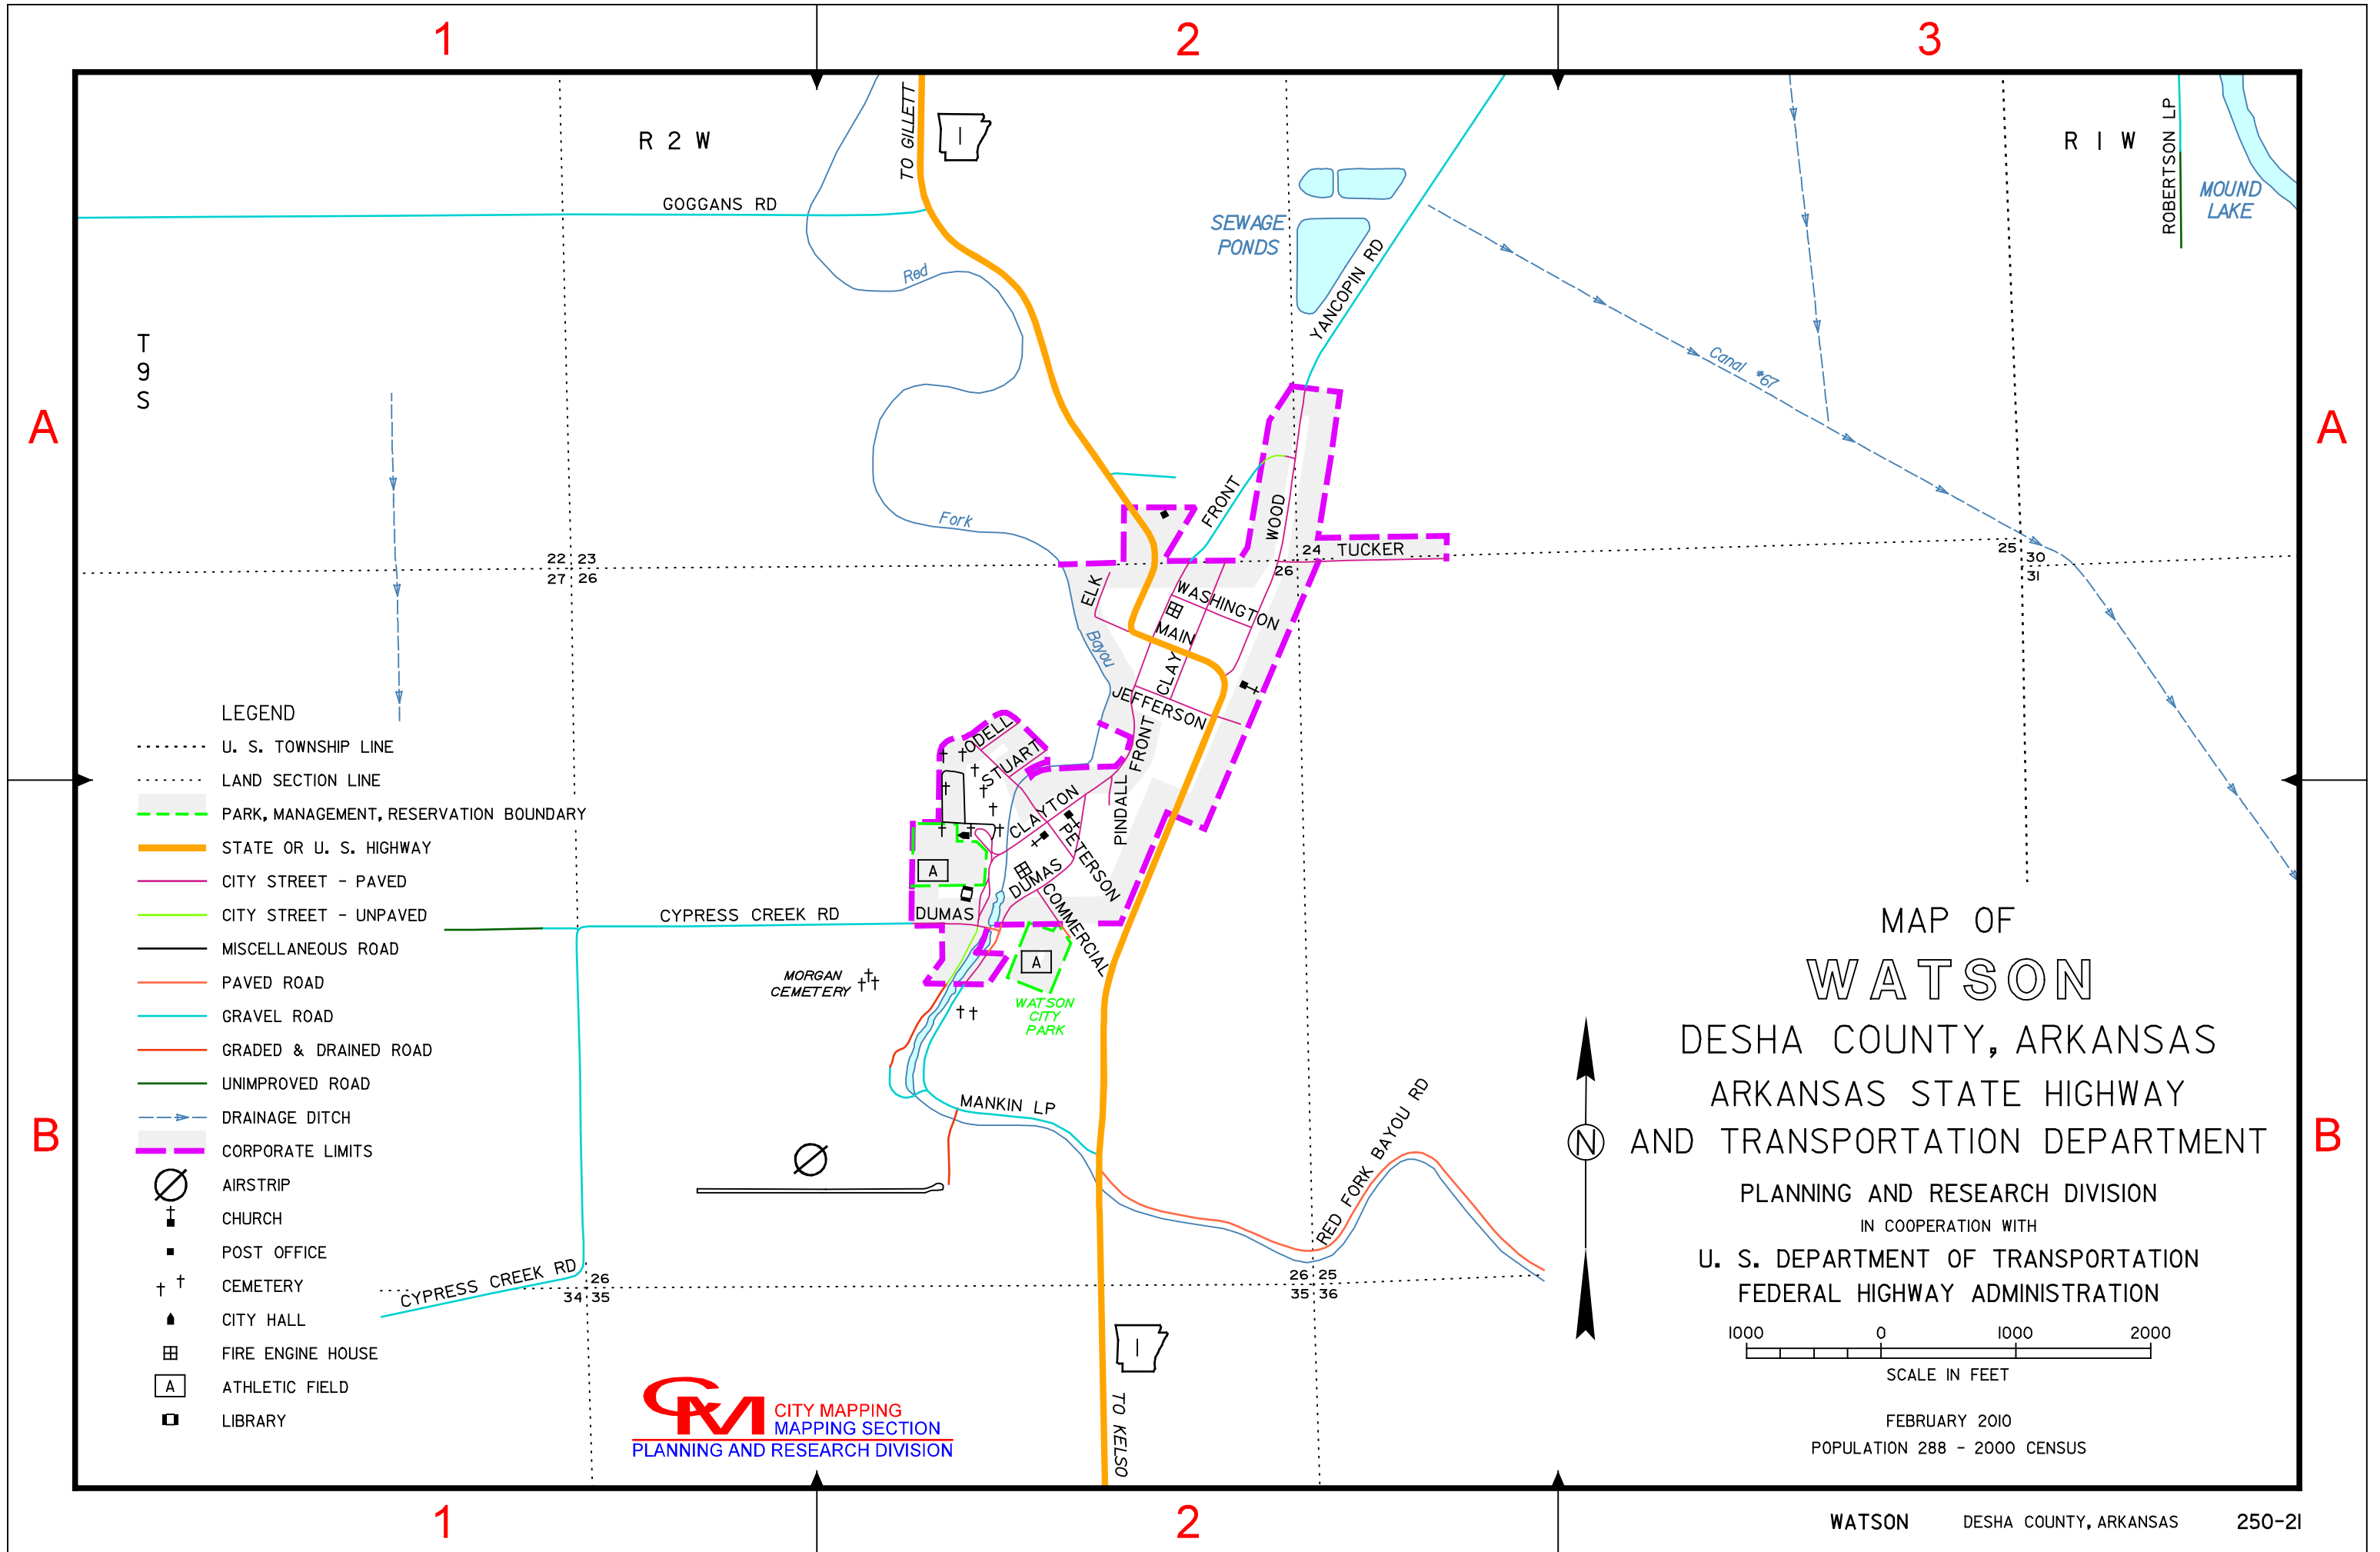 1
2
3
R 2 W
TO GILLETT
1
R 1 W
ROBERTSON LP
MOUND
LAKE
GOGGANS RD
SEWAGE
PONDS
YANCOPIN RD
Red
T
9
S
Canal #67
A
A
FRONT
WOOD
Fork
22 23
27 26
24
26
TUCKER
25
30
31
ELK
WASHINGTON
MAIN
Bayou
CLAY
JEFFERSON
FRONT
ODELL
STUART
CLAYTON
PINDALL
PETERSON
A
DUMAS
COMMERCIAL
DUMAS
CYPRESS CREEK RD
A
MORGAN
CEMETERY
WATSON
CITY
PARK
MANKIN LP
RED FORK BAYOU RD
CYPRESS CREEK RD
26
34 35
26 25
35 36
1
TO KELSO
LEGEND
U. S. TOWNSHIP LINE
LAND SECTION LINE
PARK, MANAGEMENT, RESERVATION BOUNDARY
STATE OR U. S. HIGHWAY
CITY STREET - PAVED
CITY STREET - UNPAVED
MISCELLANEOUS ROAD
PAVED ROAD
GRAVEL ROAD
GRADED & DRAINED ROAD
UNIMPROVED ROAD
DRAINAGE DITCH
CORPORATE LIMITS
AIRSTRIP
CHURCH
POST OFFICE
CEMETERY
CITY HALL
FIRE ENGINE HOUSE
A ATHLETIC FIELD
LIBRARY
B
B
MAP OF
WATSON
DESHA COUNTY, ARKANSAS
ARKANSAS STATE HIGHWAY
AND TRANSPORTATION DEPARTMENT
PLANNING AND RESEARCH DIVISION
IN COOPERATION WITH
U. S. DEPARTMENT OF TRANSPORTATION
FEDERAL HIGHWAY ADMINISTRATION
N
1000 0 1000 2000
SCALE IN FEET
FEBRUARY 2010
POPULATION 288 - 2000 CENSUS
CM
CITY MAPPING
MAPPING SECTION
PLANNING AND RESEARCH DIVISION
1
2
WATSON DESHA COUNTY, ARKANSAS 250-21